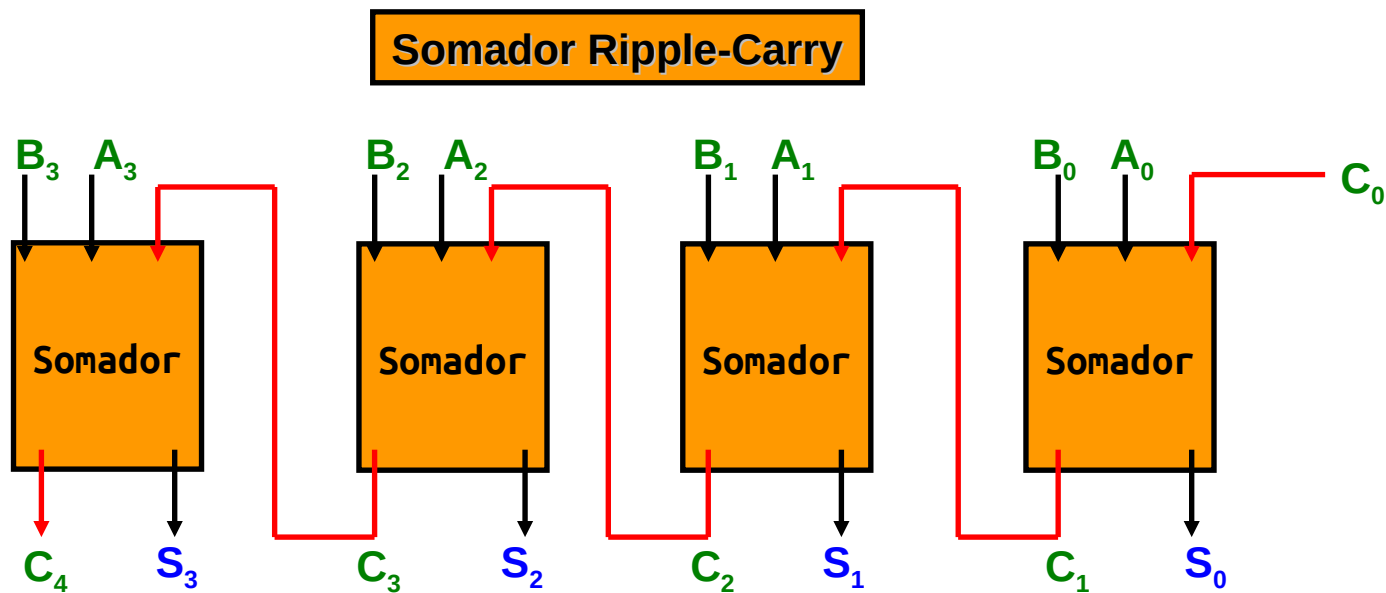 Somador Ripple-Carry
B₃ A₃ B₂ A₂ B₁ A₁ B₀ A₀ C₀
Somador Somador Somador Somador
C₄ S₃ C₃ S₂ C₂ S₁ C₁ S₀